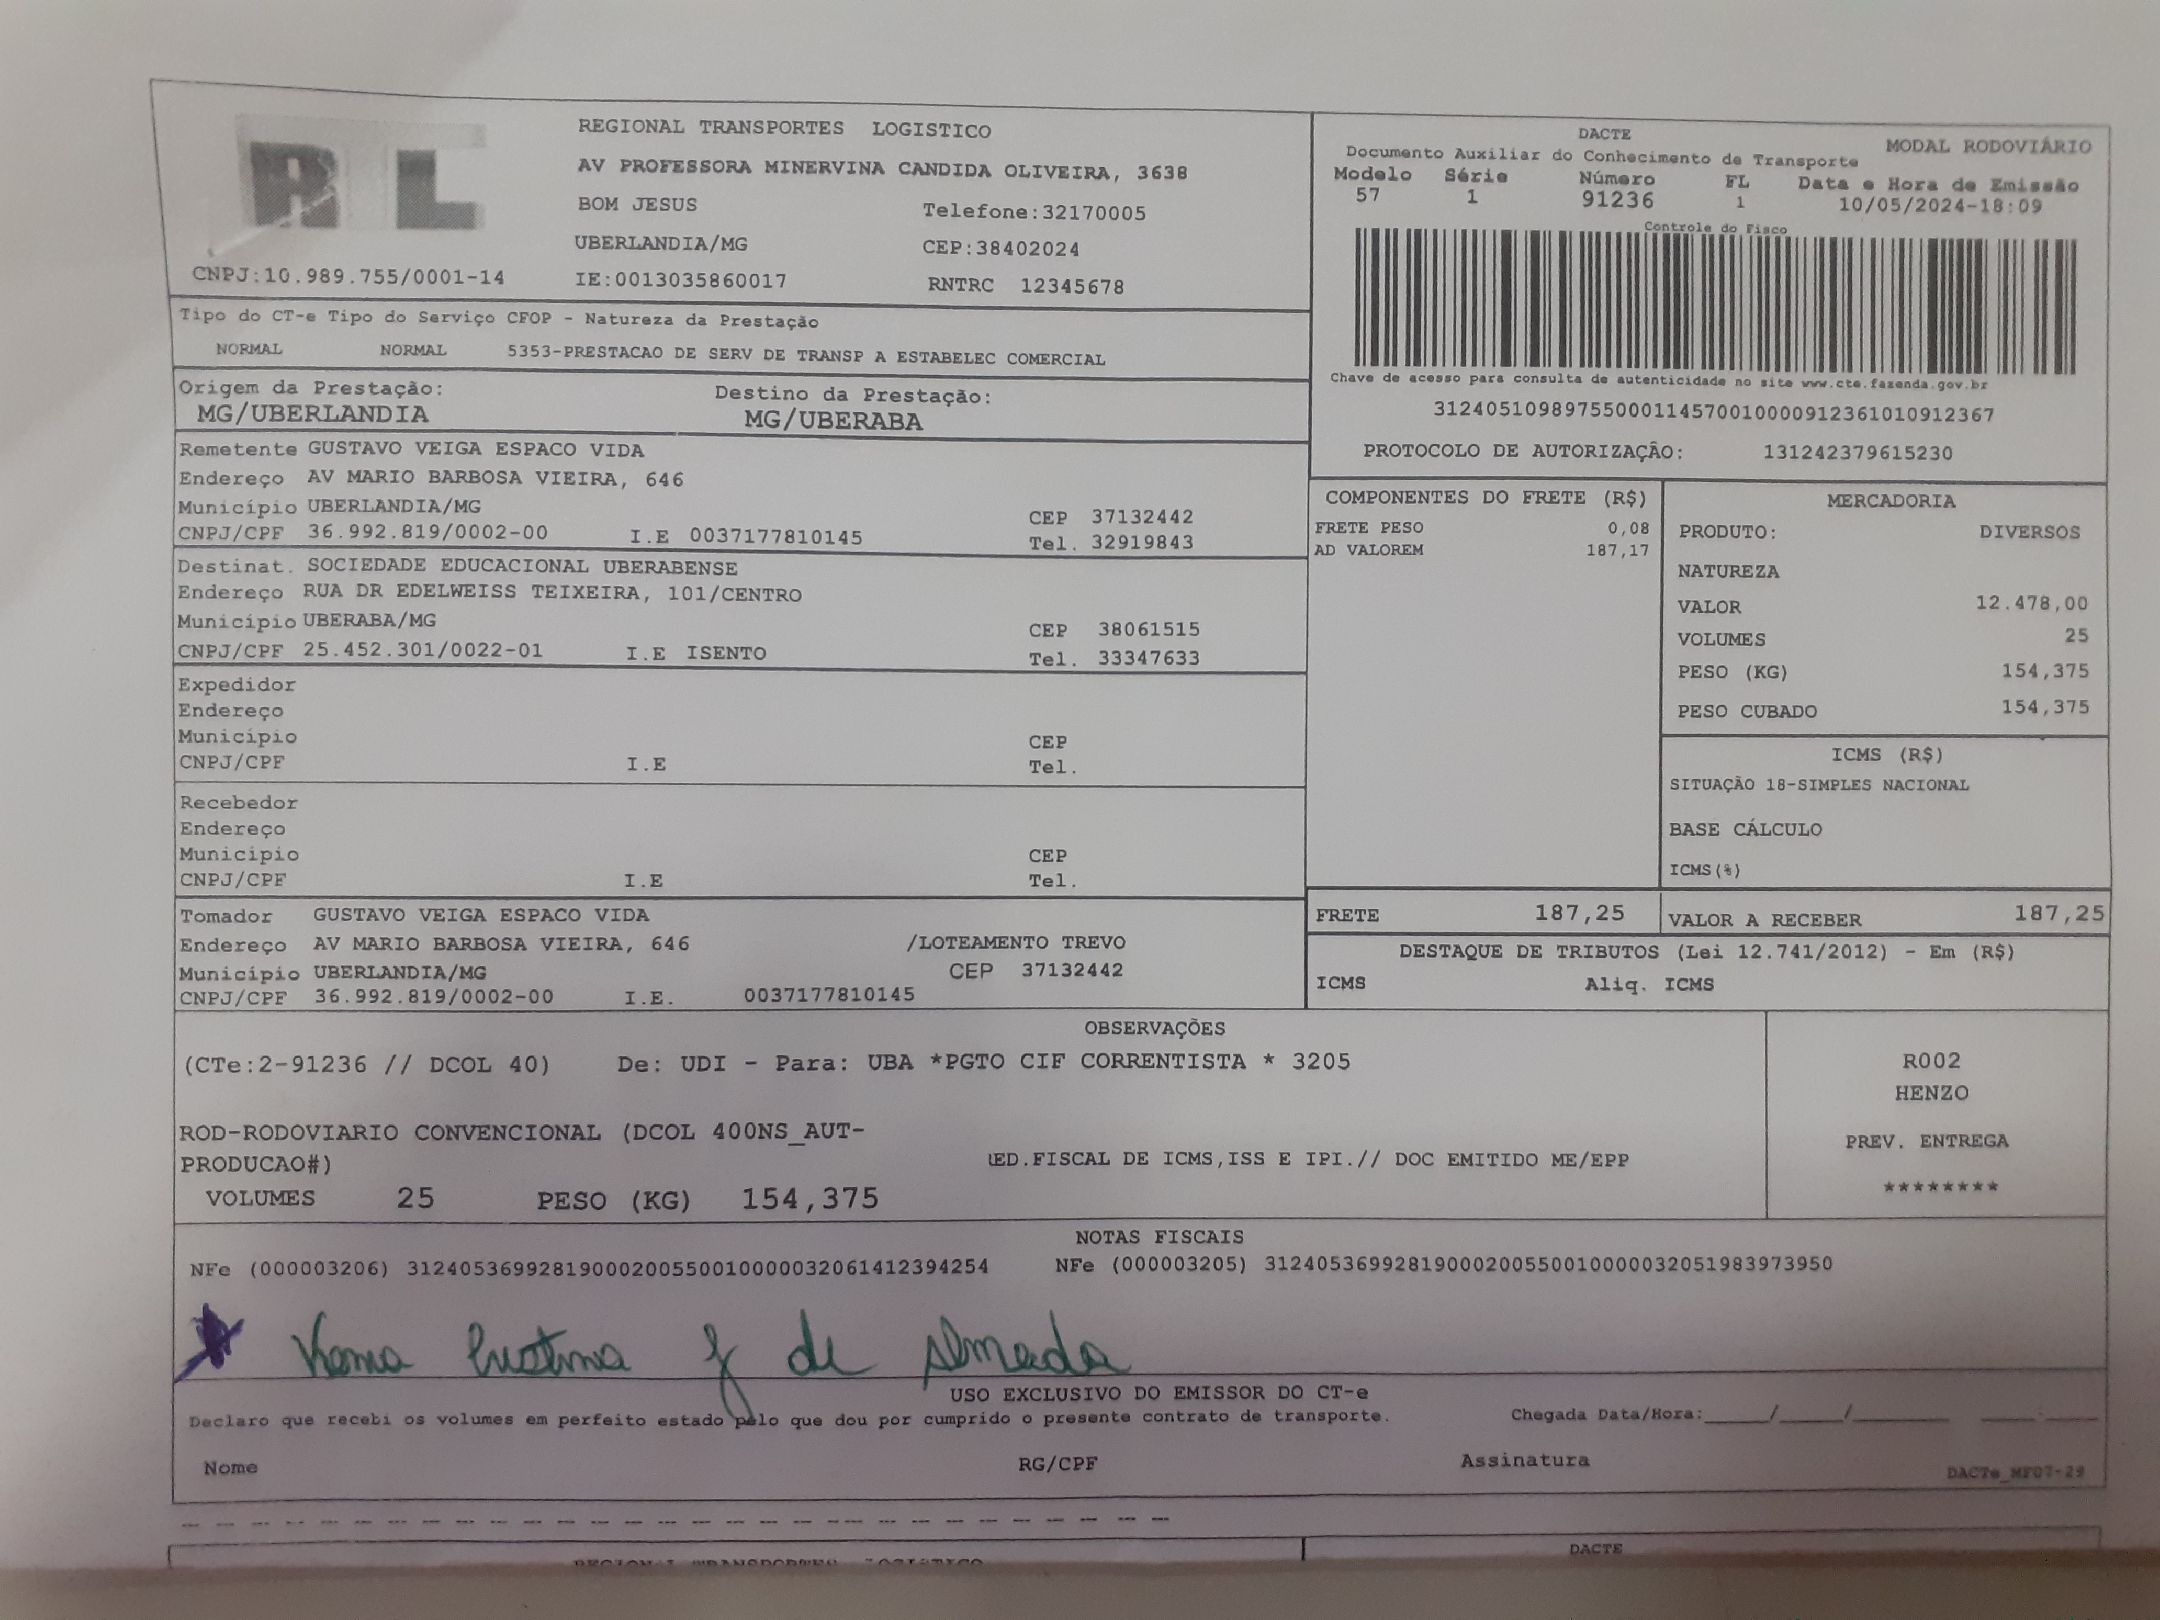 RTL
REGIONAL TRANSPORTES LOGISTICO
AV PROFESSORA MINERVINA CANDIDA OLIVEIRA, 3638
BOM JESUS Telefone:32170005
UBERLANDIA/MG CEP:38402024
CNPJ:10.989.755/0001-14 IE:0013035860017 RNTRC 12345678
DACTE MODAL RODOVIÁRIO
Documento Auxiliar do Conhecimento de Transporte
Modelo Série Número FL Data e Hora de Emissão
57 1 91236 1 10/05/2024-18:09
Controle do Fisco
Chave de acesso para consulta de autenticidade no site www.cte.fazenda.gov.br
31240510989755000114570010000912361010912367
PROTOCOLO DE AUTORIZAÇÃO: 131242379615230
Tipo do CT-e Tipo do Serviço CFOP - Natureza da Prestação
NORMAL NORMAL 5353-PRESTACAO DE SERV DE TRANSP A ESTABELEC COMERCIAL
Origem da Prestação: Destino da Prestação:
MG/UBERLANDIA MG/UBERABA
Remetente GUSTAVO VEIGA ESPACO VIDA
Endereço AV MARIO BARBOSA VIEIRA, 646
Município UBERLANDIA/MG CEP 37132442
CNPJ/CPF 36.992.819/0002-00 I.E 0037177810145 Tel. 32919843
Destinat. SOCIEDADE EDUCACIONAL UBERABENSE
Endereço RUA DR EDELWEISS TEIXEIRA, 101/CENTRO
Município UBERABA/MG CEP 38061515
CNPJ/CPF 25.452.301/0022-01 I.E ISENTO Tel. 33347633
Expedidor
Endereço
Município CEP
CNPJ/CPF I.E Tel.
Recebedor
Endereço
Município CEP
CNPJ/CPF I.E Tel.
Tomador GUSTAVO VEIGA ESPACO VIDA
Endereço AV MARIO BARBOSA VIEIRA, 646 /LOTEAMENTO TREVO
Município UBERLANDIA/MG CEP 37132442
CNPJ/CPF 36.992.819/0002-00 I.E. 0037177810145
COMPONENTES DO FRETE (R$)
FRETE PESO 0,08
AD VALOREM 187,17
MERCADORIA
PRODUTO: DIVERSOS
NATUREZA
VALOR 12.478,00
VOLUMES 25
PESO (KG) 154,375
PESO CUBADO 154,375
ICMS (R$)
SITUAÇÃO 18-SIMPLES NACIONAL
BASE CÁLCULO
ICMS(%)
FRETE 187,25 VALOR A RECEBER 187,25
DESTAQUE DE TRIBUTOS (Lei 12.741/2012) - Em (R$)
ICMS Aliq. ICMS
OBSERVAÇÕES
(CTe:2-91236 // DCOL 40) De: UDI - Para: UBA *PGTO CIF CORRENTISTA * 3205
ROD-RODOVIARIO CONVENCIONAL (DCOL 400NS_AUT-
PRODUCAO#) ED.FISCAL DE ICMS,ISS E IPI.// DOC EMITIDO ME/EPP
VOLUMES 25 PESO (KG) 154,375
R002
HENZO
PREV. ENTREGA
********
NOTAS FISCAIS
NFe (000003206) 31240536992819000200550010000032061412394254 NFe (000003205) 31240536992819000200550010000032051983973950
de Almada
USO EXCLUSIVO DO EMISSOR DO CT-e
Declaro que recebi os volumes em perfeito estado pelo que dou por cumprido o presente contrato de transporte. Chegada Data/Hora:_____/_____/_______ ____:____
Nome RG/CPF Assinatura DACTe_MF07-29
REGIONAL TRANSPORTES LOGISTICO DACTE